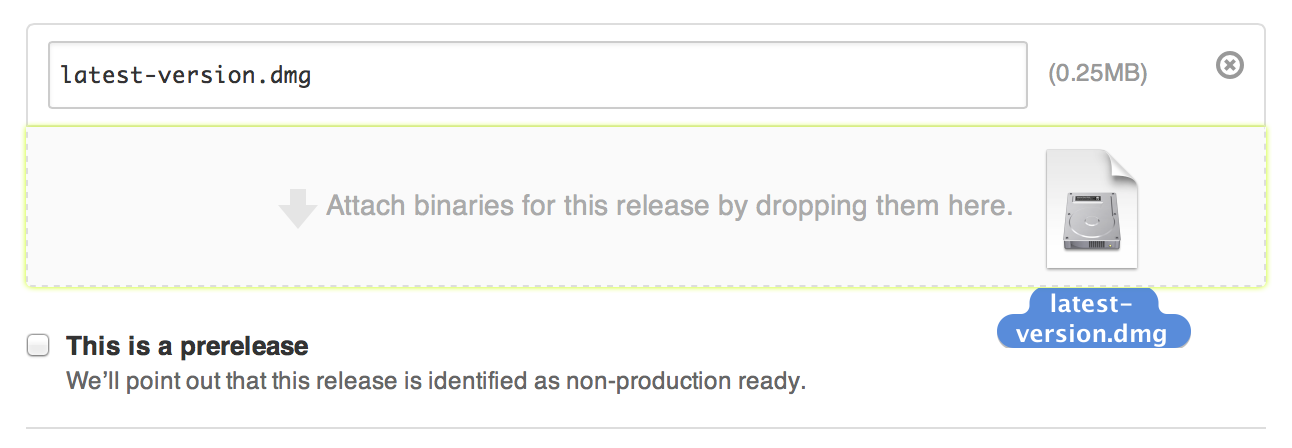 latest-version.dmg
(0.25MB)
Attach binaries for this release by dropping them here.
latest-
version.dmg
This is a prerelease
We’ll point out that this release is identified as non-production ready.